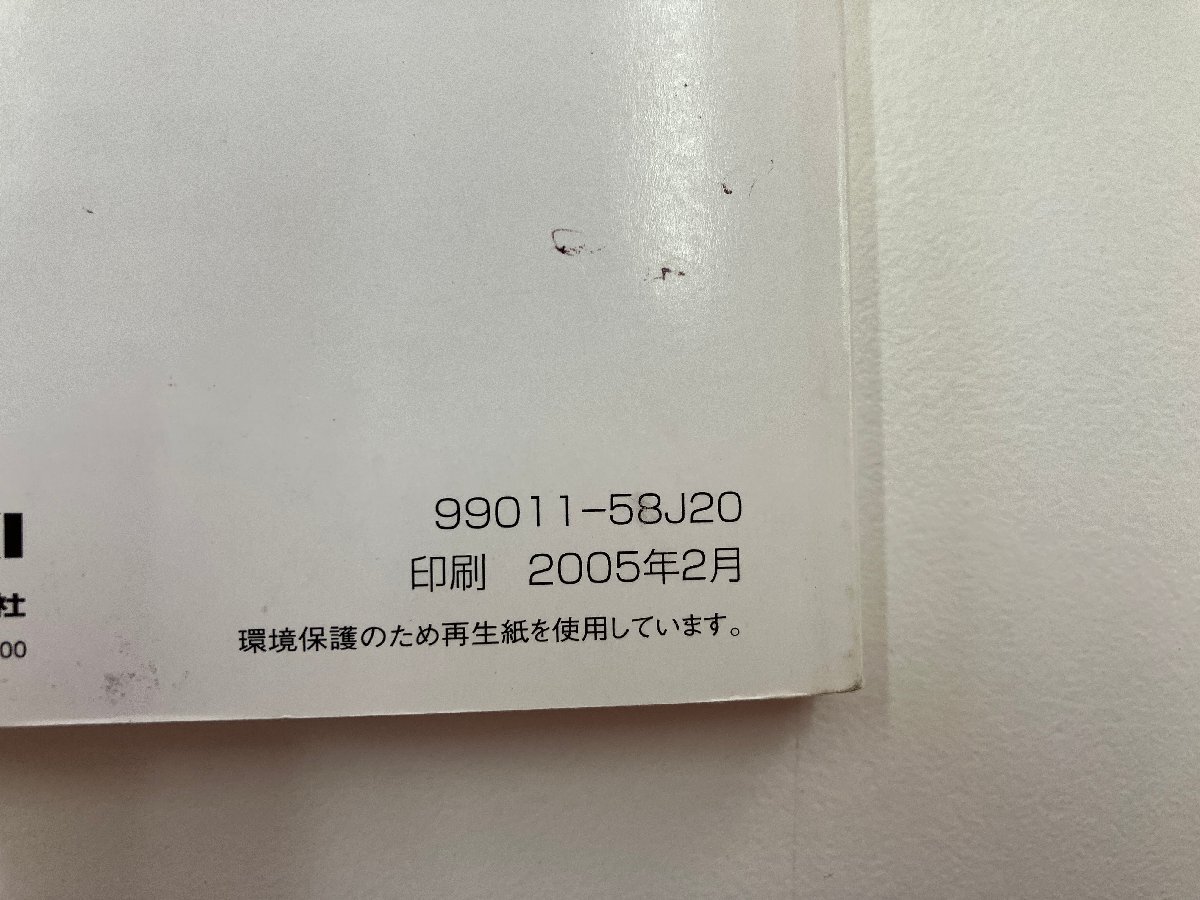 99011-58J20
印刷 2005年2月
社
00
環境保護のため再生紙を使用しています。